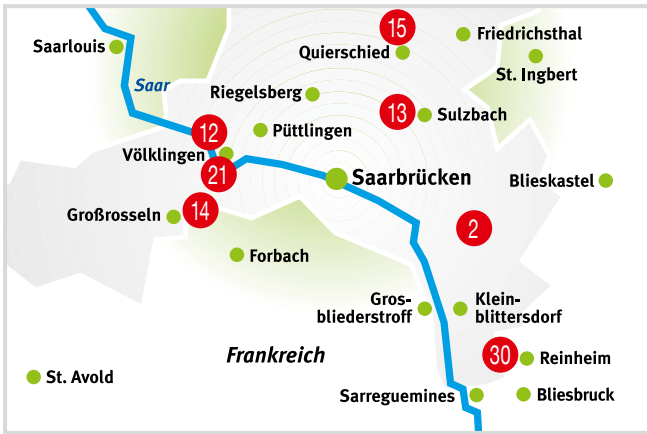 15
Friedrichsthal
Saarlouis
Quierschied
St. Ingbert
Saar
Riegelsberg
13
Sulzbach
12
Püttlingen
Völklingen
21
Saarbrücken
Blieskastel
Großrosseln
14
2
Forbach
Gros-
bliederstroff
Klein-
blittersdorf
Frankreich
30
Reinheim
St. Avold
Sarreguemines
Bliesbruck